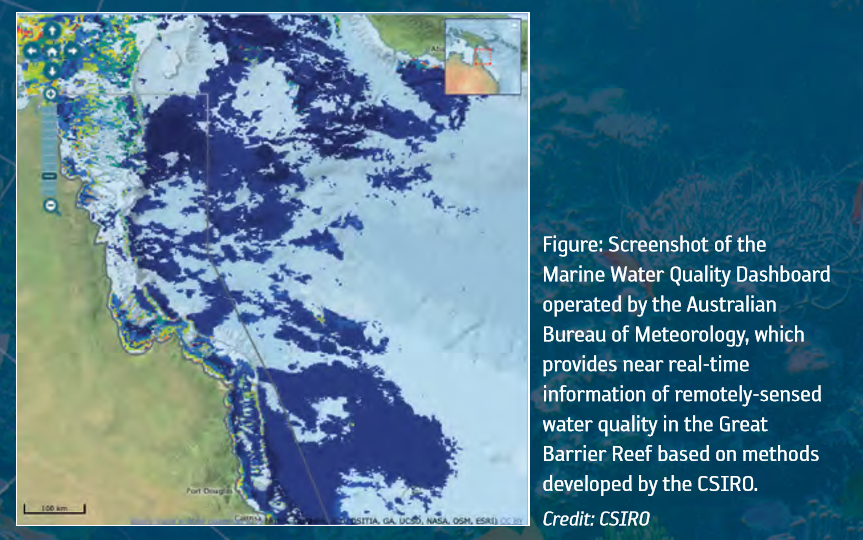 Port Douglas
100 km
SITIA, GA, UCSD, NASA, OSM, ESRI) CC BY
Figure: Screenshot of the
Marine Water Quality Dashboard
operated by the Australian
Bureau of Meteorology, which
provides near real-time
information of remotely-sensed
water quality in the Great
Barrier Reef based on methods
developed by the CSIRO.
Credit: CSIRO